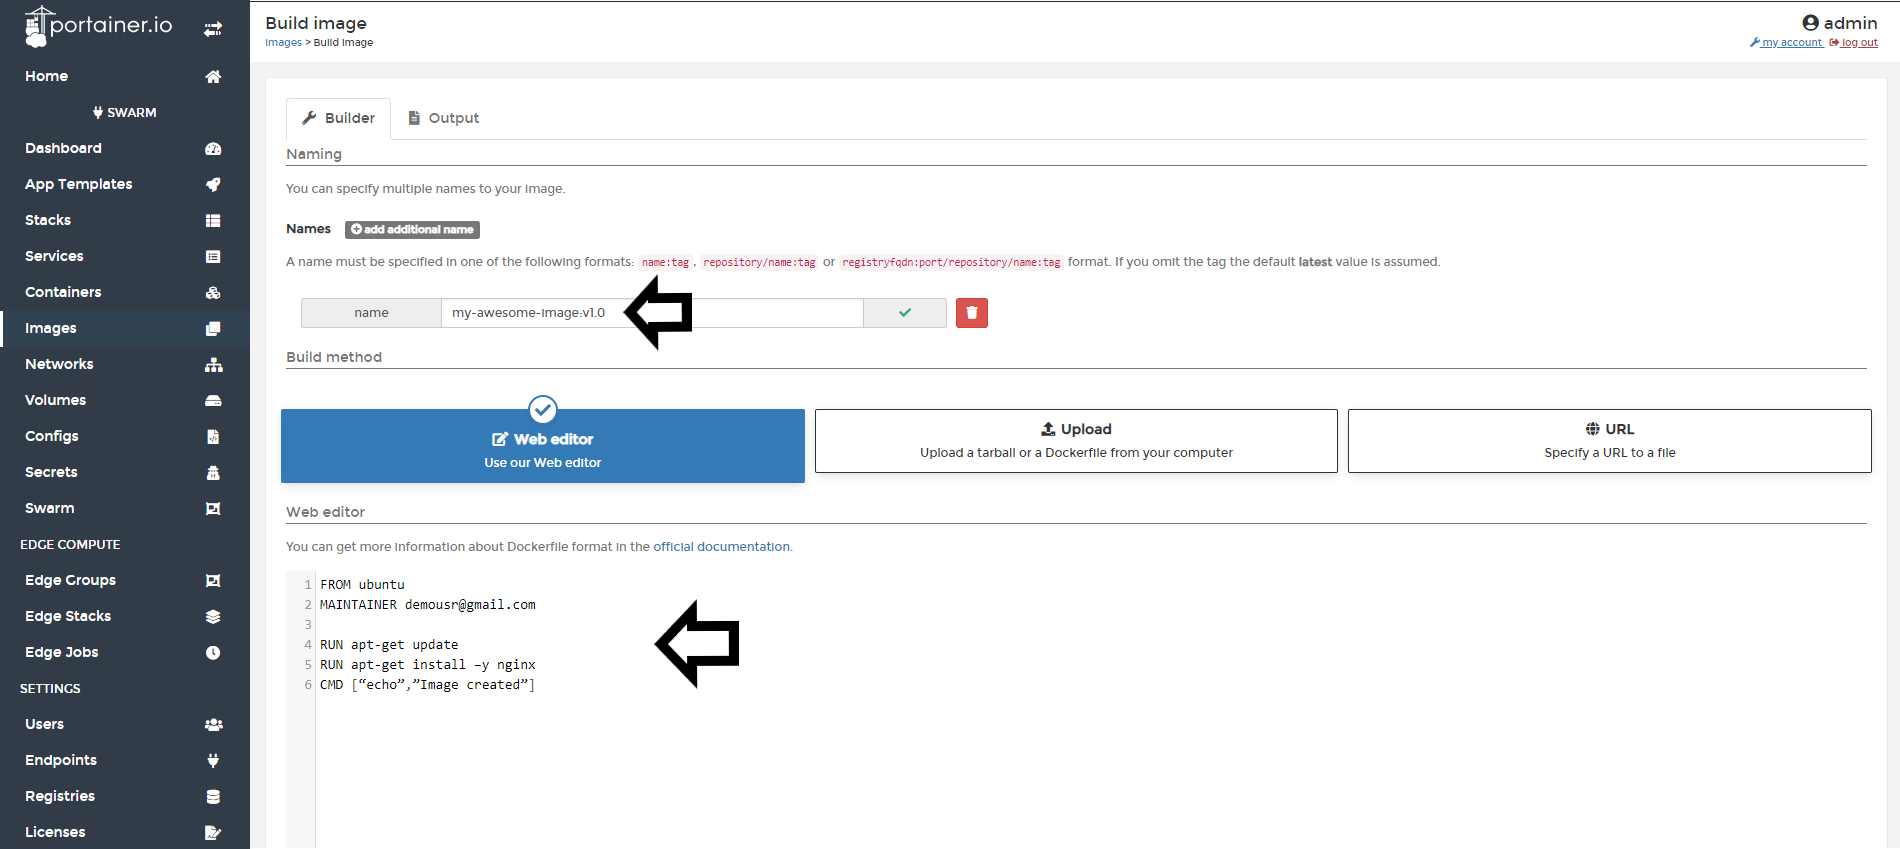 portainer.io
Home
SWARM
Dashboard
App Templates
Stacks
Services
Containers
Images
Networks
Volumes
Configs
Secrets
Swarm
EDGE COMPUTE
Edge Groups
Edge Stacks
Edge Jobs
SETTINGS
Users
Endpoints
Registries
Licenses
Build image
Images > Build image
admin
my account log out
Builder Output
Naming
You can specify multiple names to your image.
Names add additional name
A name must be specified in one of the following formats: name:tag, repository/name:tag or registryfqdn:port/repository/name:tag format. If you omit the tag the default latest value is assumed.
name my-awesome-image:v1.0
Build method
Web editor
Use our Web editor
Upload
Upload a tarball or a Dockerfile from your computer
URL
Specify a URL to a file
Web editor
You can get more information about Dockerfile format in the official documentation.
1 FROM ubuntu
2 MAINTAINER demousr@gmail.com
3
4 RUN apt-get update
5 RUN apt-get install –y nginx
6 CMD [“echo”,”Image created”]